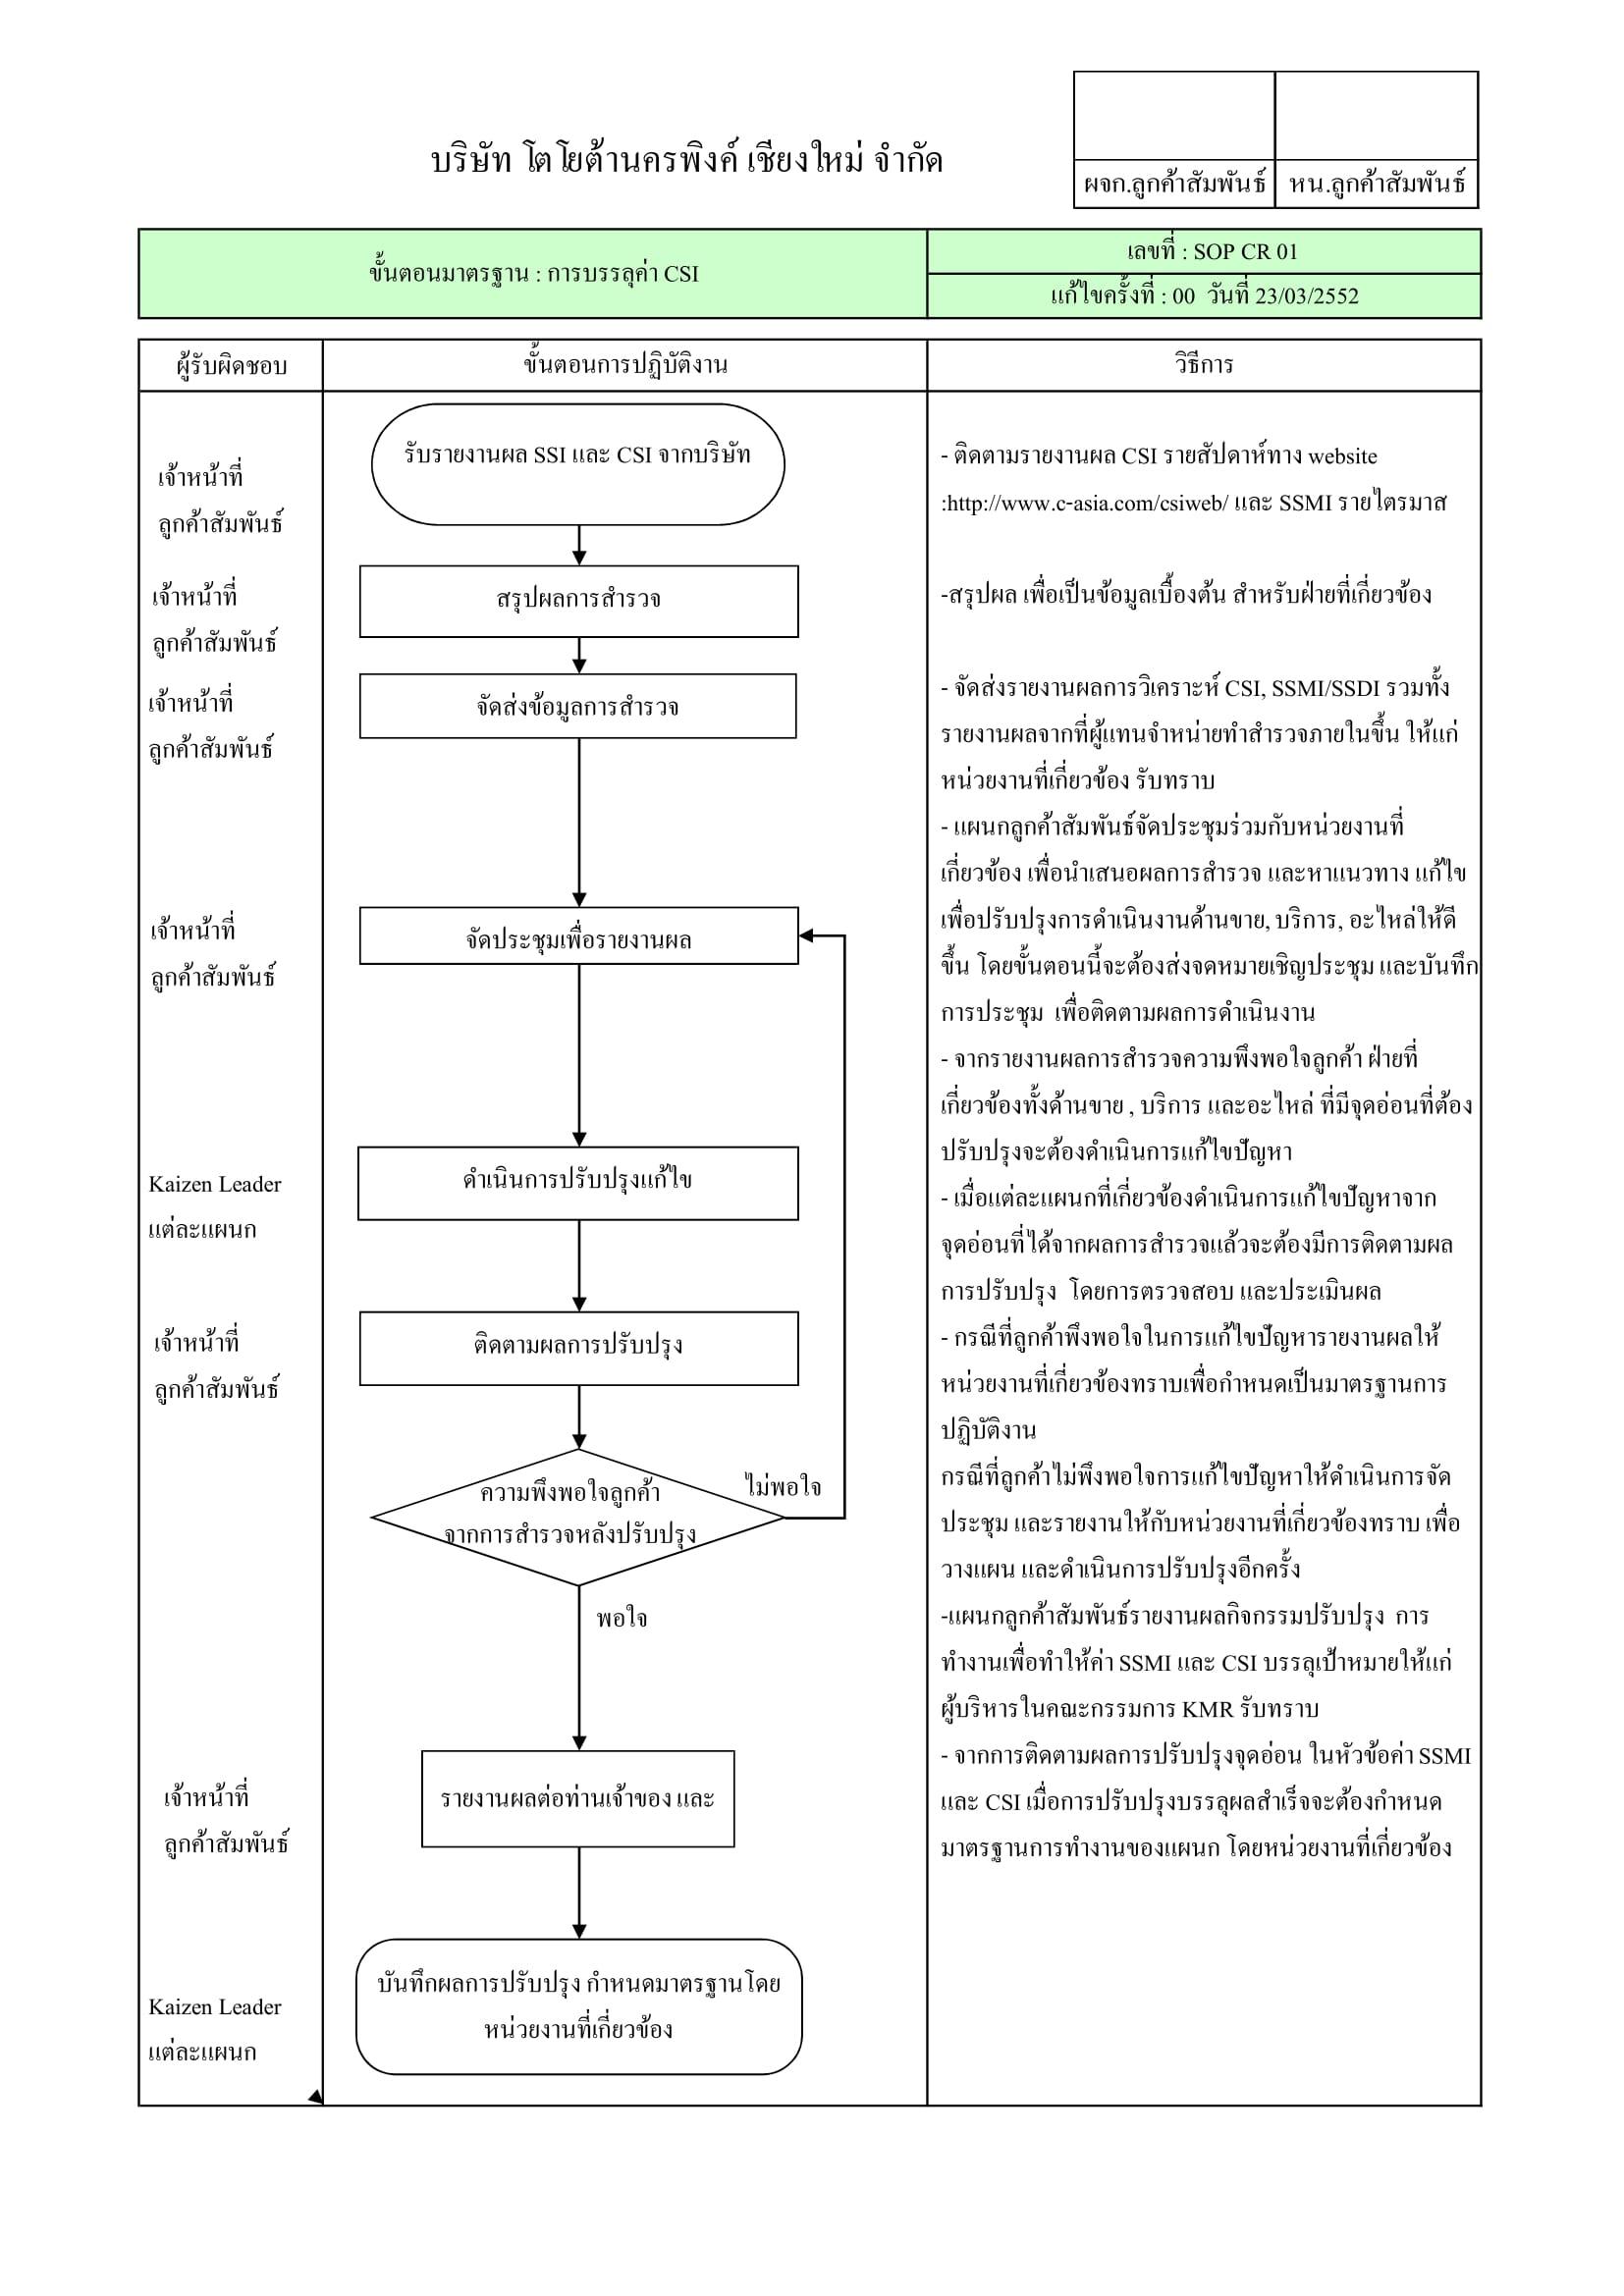 บริษัท โตโยต้านครพิงค์ เชียงใหม่ จำกัด
ผจก.ลูกค้าสัมพันธ์
หน.ลูกค้าสัมพันธ์
ขั้นตอนมาตรฐาน : การบรรลุค่า CSI
เลขที่ : SOP CR 01
แก้ไขครั้งที่ : 00 วันที่ 23/03/2552
ผู้รับผิดชอบ
ขั้นตอนการปฏิบัติงาน
วิธีการ
เจ้าหน้าที่
ลูกค้าสัมพันธ์
เจ้าหน้าที่
ลูกค้าสัมพันธ์
เจ้าหน้าที่
ลูกค้าสัมพันธ์
เจ้าหน้าที่
ลูกค้าสัมพันธ์
Kaizen Leader
แต่ละแผนก
เจ้าหน้าที่
ลูกค้าสัมพันธ์
เจ้าหน้าที่
ลูกค้าสัมพันธ์
Kaizen Leader
แต่ละแผนก
รับรายงานผล SSI และ CSI จากบริษัท
สรุปผลการสำรวจ
จัดส่งข้อมูลการสำรวจ
จัดประชุมเพื่อรายงานผล
ดำเนินการปรับปรุงแก้ไข
ติดตามผลการปรับปรุง
ความพึงพอใจลูกค้า
จากการสำรวจหลังปรับปรุง
ไม่พอใจ
พอใจ
รายงานผลต่อท่านเจ้าของ และ
บันทึกผลการปรับปรุง กำหนดมาตรฐานโดย
หน่วยงานที่เกี่ยวข้อง
- ติดตามรายงานผล CSI รายสัปดาห์ทาง website
:http://www.c-asia.com/csiweb/ และ SSMI รายไตรมาส
-สรุปผล เพื่อเป็นข้อมูลเบื้องต้น สำหรับฝ่ายที่เกี่ยวข้อง
- จัดส่งรายงานผลการวิเคราะห์ CSI, SSMI/SSDI รวมทั้ง
รายงานผลจากที่ผู้แทนจำหน่ายทำสำรวจภายในขึ้น ให้แก่
หน่วยงานที่เกี่ยวข้อง รับทราบ
- แผนกลูกค้าสัมพันธ์จัดประชุมร่วมกับหน่วยงานที่
เกี่ยวข้อง เพื่อนำเสนอผลการสำรวจ และหาแนวทาง แก้ไข
เพื่อปรับปรุงการดำเนินงานด้านขาย, บริการ, อะไหล่ให้ดี
ขึ้น โดยขั้นตอนนี้จะต้องส่งจดหมายเชิญประชุม และบันทึก
การประชุม เพื่อติดตามผลการดำเนินงาน
- จากรายงานผลการสำรวจความพึงพอใจลูกค้า ฝ่ายที่
เกี่ยวข้องทั้งด้านขาย , บริการ และอะไหล่ ที่มีจุดอ่อนที่ต้อง
ปรับปรุงจะต้องดำเนินการแก้ไขปัญหา
- เมื่อแต่ละแผนกที่เกี่ยวข้องดำเนินการแก้ไขปัญหาจาก
จุดอ่อนที่ได้จากผลการสำรวจแล้วจะต้องมีการติดตามผล
การปรับปรุง โดยการตรวจสอบ และประเมินผล
- กรณีที่ลูกค้าพึงพอใจในการแก้ไขปัญหารายงานผลให้
หน่วยงานที่เกี่ยวข้องทราบเพื่อกำหนดเป็นมาตรฐานการ
ปฏิบัติงาน
กรณีที่ลูกค้าไม่พึงพอใจการแก้ไขปัญหาให้ดำเนินการจัด
ประชุม และรายงานให้กับหน่วยงานที่เกี่ยวข้องทราบ เพื่อ
วางแผน และดำเนินการปรับปรุงอีกครั้ง
-แผนกลูกค้าสัมพันธ์รายงานผลกิจกรรมปรับปรุง การ
ทำงานเพื่อทำให้ค่า SSMI และ CSI บรรลุเป้าหมายให้แก่
ผู้บริหารในคณะกรรมการ KMR รับทราบ
- จากการติดตามผลการปรับปรุงจุดอ่อน ในหัวข้อค่า SSMI
และ CSI เมื่อการปรับปรุงบรรลุผลสำเร็จจะต้องกำหนด
มาตรฐานการทำงานของแผนก โดยหน่วยงานที่เกี่ยวข้อง